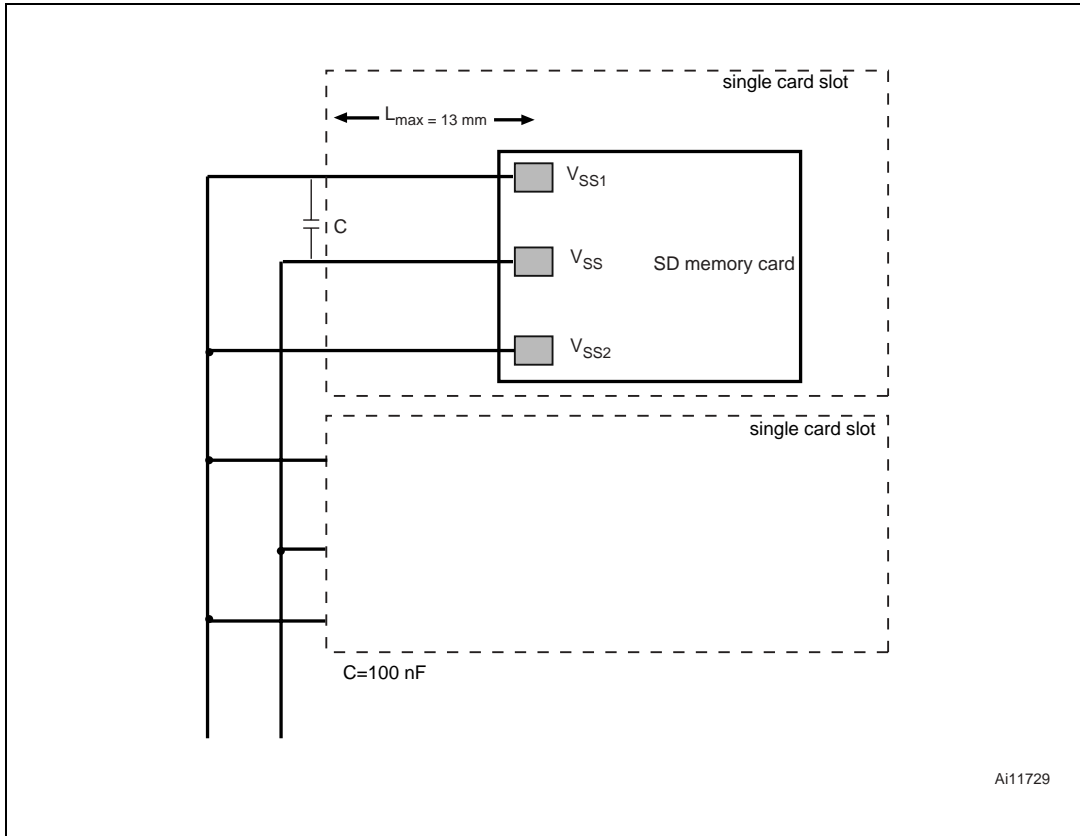 single card slot
Lmax = 13 mm
VSS1
C
VSS
SD memory card
VSS2
single card slot
C=100 nF
Ai11729